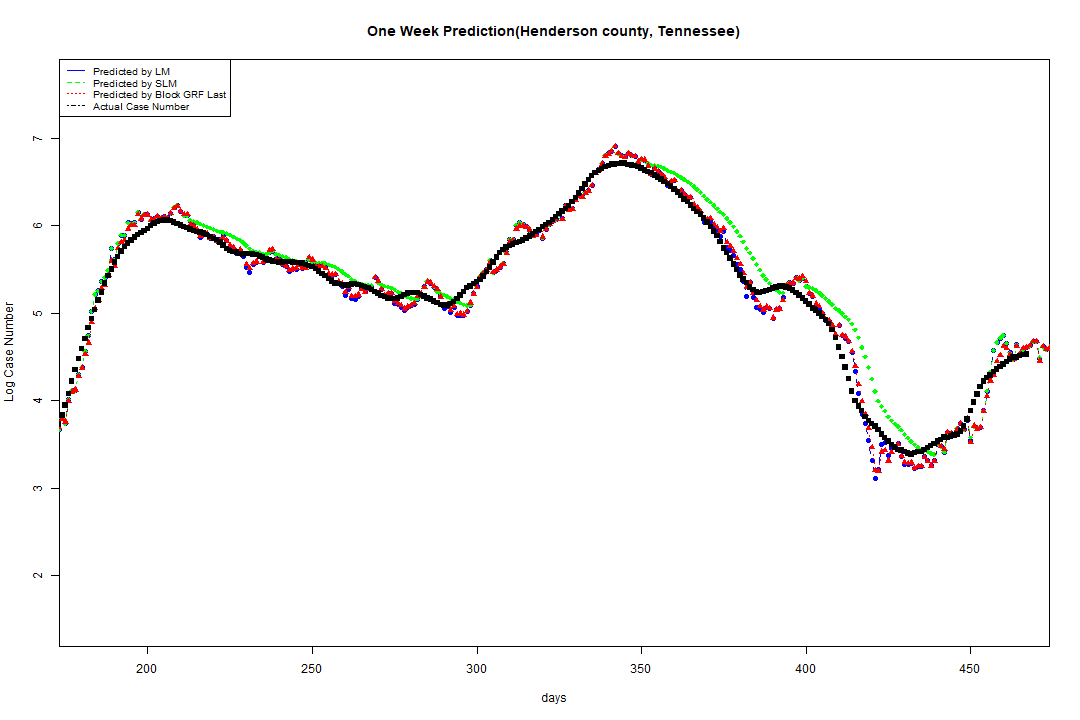 One Week Prediction(Henderson county, Tennessee)
Predicted by LM
Predicted by SLM
Predicted by Block GRF Last
Actual Case Number
7
6
5
4
3
2
Log Case Number
200 250 300 350 400 450
days